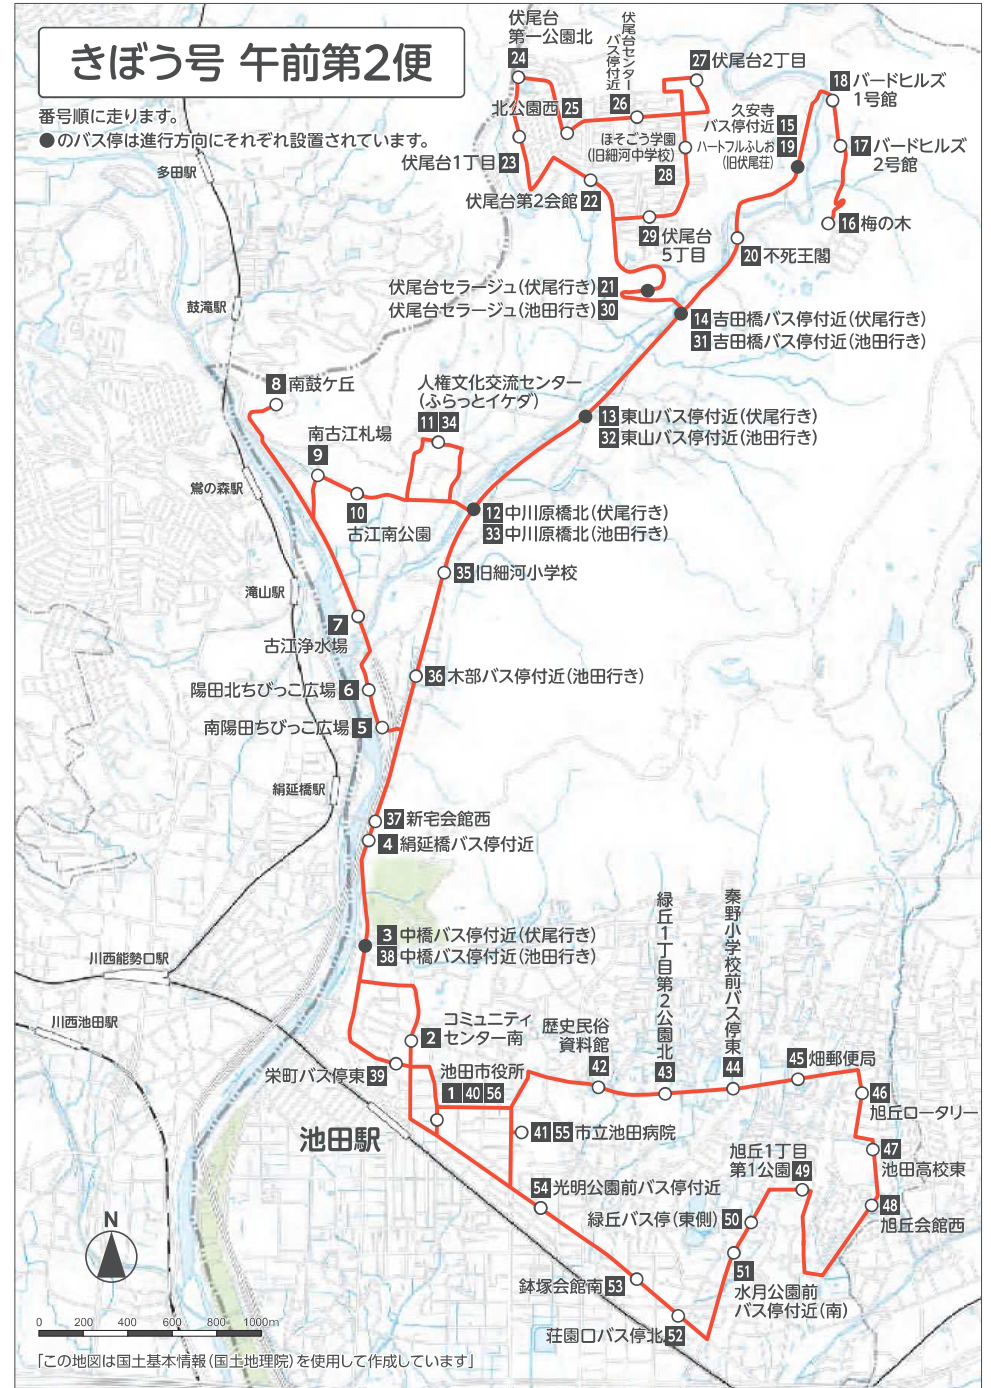 きぼう号 午前第2便
番号順に走ります。
●のバス停は進行方向にそれぞれ設置されています。
伏尾台
第一公園北
24
伏尾台センター
バス停付近
26
27 伏尾台2丁目
18 バードヒルズ
1号館
北公園西 25
久安寺
バス停付近 15
ハートフルふしお 19
(旧伏尾荘)
17 バードヒルズ
2号館
ほそごう学園
(旧細河中学校)
28
伏尾台1丁目 23
多田駅
伏尾台第2会館
22
16 梅の木
29 伏尾台
5丁目
20 不死王閣
伏尾台セラージュ(伏尾行き) 21
伏尾台セラージュ(池田行き) 30
鼓滝駅
14 吉田橋バス停付近(伏尾行き)
31 吉田橋バス停付近(池田行き)
8 南鼓ケ丘
人権文化交流センター
(ふらっとイケダ)
11 34
13 東山バス停付近(伏尾行き)
32 東山バス停付近(池田行き)
南古江札場
9
鴬の森駅
10
古江南公園
12 中川原橋北(伏尾行き)
33 中川原橋北(池田行き)
35 旧細河小学校
滝山駅
7
古江浄水場
36 木部バス停付近(池田行き)
陽田北ちびっこ広場 6
南陽田ちびっこ広場 5
絹延橋駅
37 新宅会館西
4 絹延橋バス停付近
3 中橋バス停付近(伏尾行き)
38 中橋バス停付近(池田行き)
緑丘1丁目第2公園北
43
秦野小学校前バス停東
44
川西能勢口駅
川西池田駅
2 コミュニティ
センター南
歴史民俗
資料館
42
45 畑郵便局
栄町バス停東 39
池田市役所
1 40 56
46
旭丘ロータリー
池田駅
41 55 市立池田病院
旭丘1丁目
第1公園 49
47
池田高校東
54 光明公園前バス停付近
緑丘バス停(東側) 50
48
旭丘会館西
N
51
水月公園前
バス停付近(南)
鉢塚会館南 53
荘園口バス停北 52
0 200 400 600 800 1000m
「この地図は国土基本情報(国土地理院)を使用して作成しています」